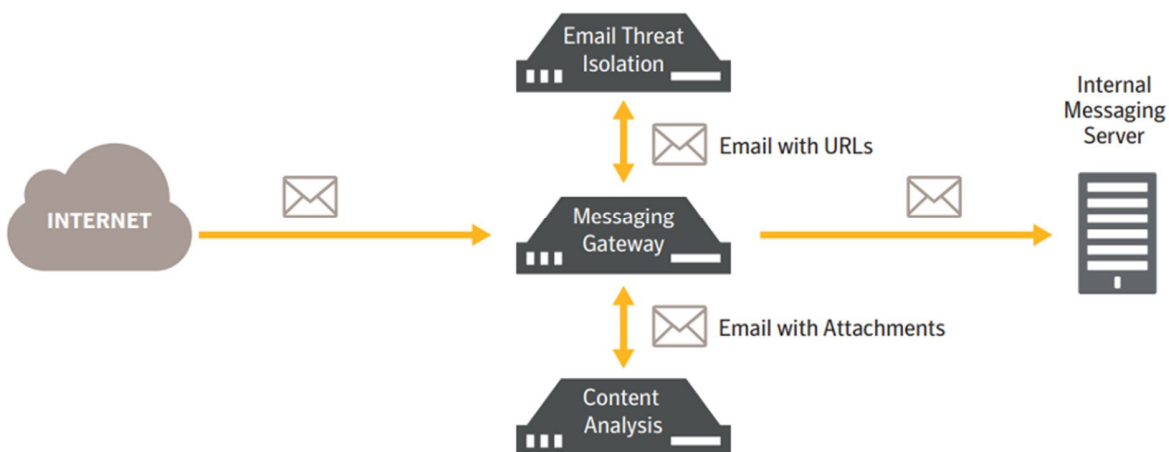 Email Threat
Isolation
Internal
Messaging
Server
Email with URLs
INTERNET
Messaging
Gateway
Email with Attachments
Content
Analysis